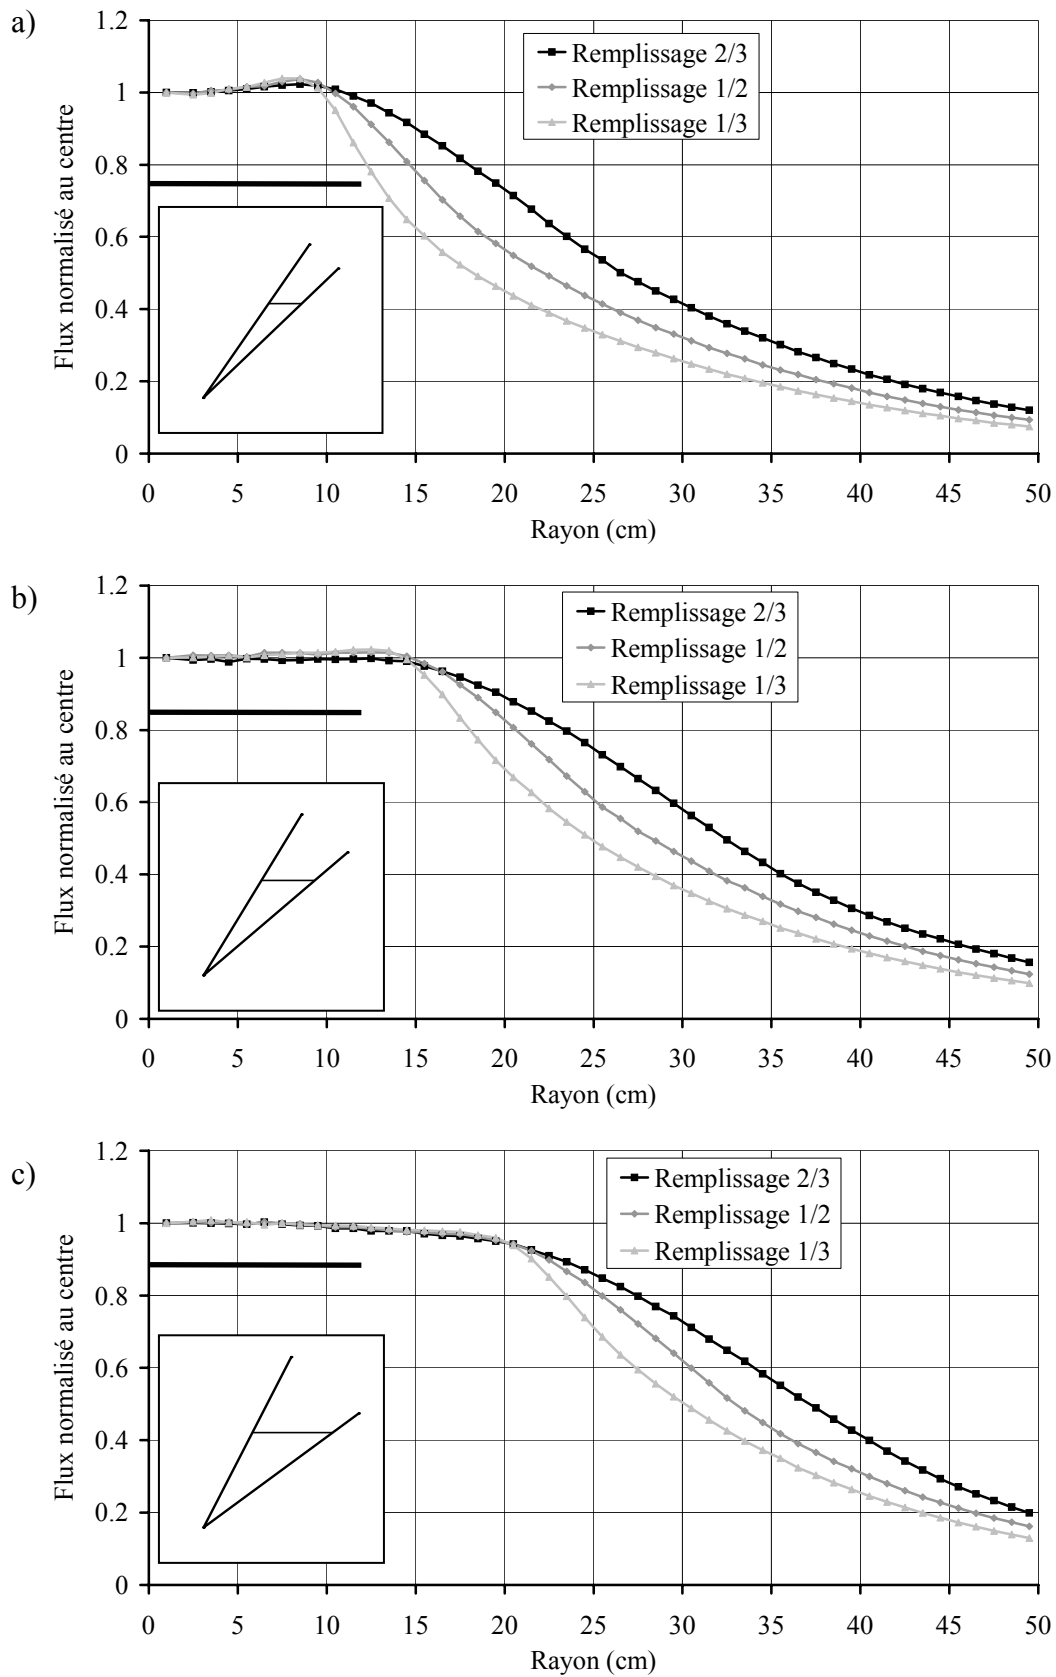 a)
Flux normalisé au centre
1.2
1
0.8
0.6
0.4
0.2
0
Remplissage 2/3
Remplissage 1/2
Remplissage 1/3
0 5 10 15 20 25 30 35 40 45 50
Rayon (cm)
b)
Flux normalisé au centre
1.2
1
0.8
0.6
0.4
0.2
0
Remplissage 2/3
Remplissage 1/2
Remplissage 1/3
0 5 10 15 20 25 30 35 40 45 50
Rayon (cm)
c)
Flux normalisé au centre
1.2
1
0.8
0.6
0.4
0.2
0
Remplissage 2/3
Remplissage 1/2
Remplissage 1/3
0 5 10 15 20 25 30 35 40 45 50
Rayon (cm)